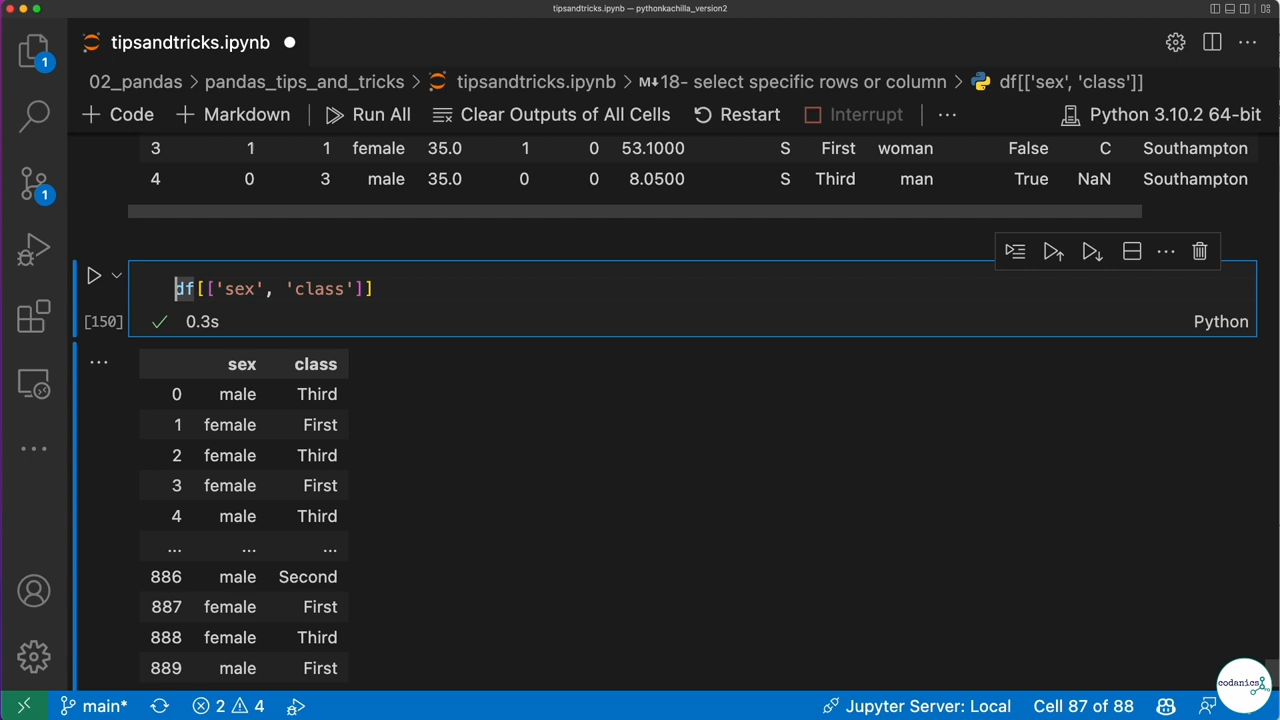 tipsandtricks.ipynb — pythonkachilla_version2
tipsandtricks.ipynb
02_pandas > pandas_tips_and_tricks > tipsandtricks.ipynb > M↓18- select specific rows or column > df[['sex', 'class']]
+ Code + Markdown Run All Clear Outputs of All Cells Restart Interrupt ... Python 3.10.2 64-bit
3 1 1 female 35.0 1 0 53.1000 S First woman False C Southampton
4 0 3 male 35.0 0 0 8.0500 S Third man True NaN Southampton
df[['sex', 'class']]
[150] 0.3s Python
sex class
0 male Third
1 female First
2 female Third
3 female First
4 male Third
... ... ...
886 male Second
887 female First
888 female Third
889 male First
1
1
codanics
main* 2 4 Jupyter Server: Local Cell 87 of 88